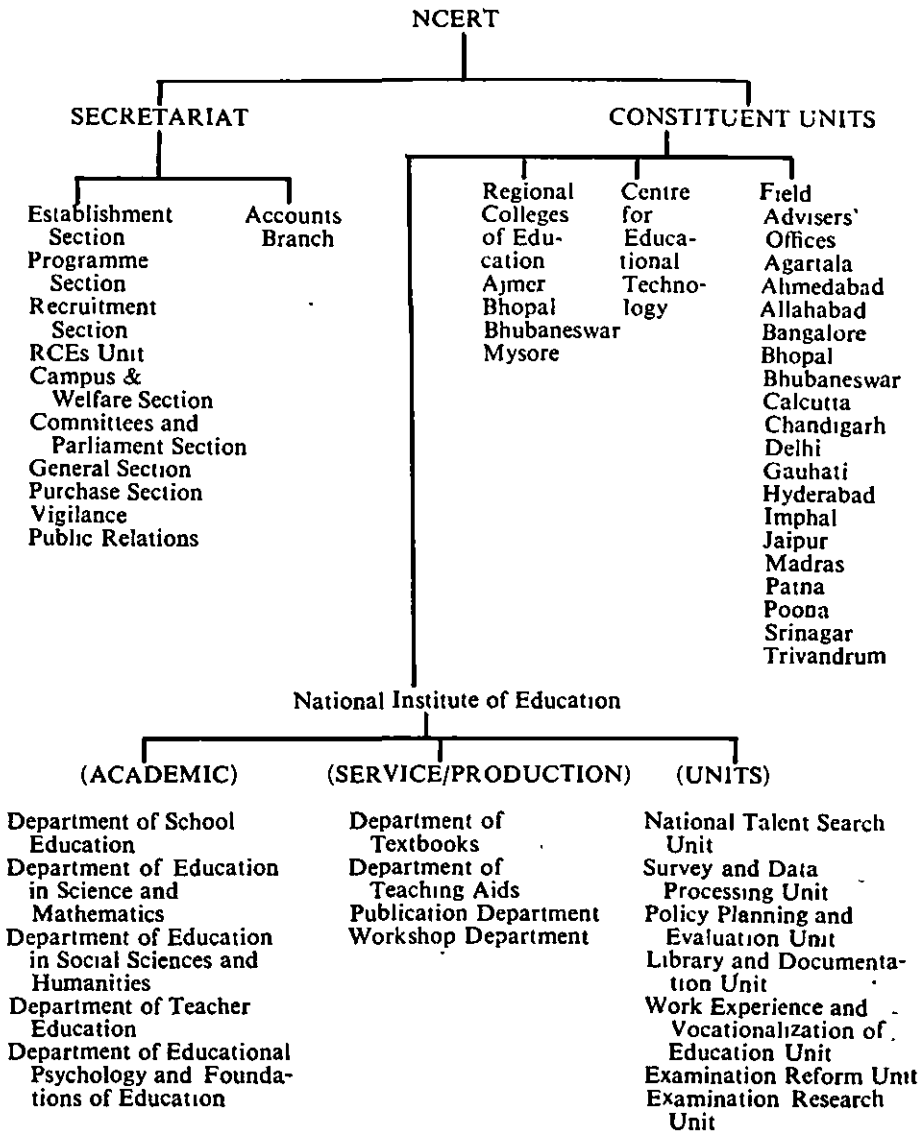 NCERT
SECRETARIAT
CONSTITUENT UNITS
Establishment
Section
Programme
Section
Recruitment
Section
RCEs Unit
Campus &
Welfare Section
Committees and
Parliament Section
General Section
Purchase Section
Vigilance
Public Relations
Accounts
Branch
Regional
Colleges
of Edu-
cation
Ajmer
Bhopal
Bhubaneswar
Mysore
Centre
for
Educa-
tional
Techno-
logy
Field
Advisers'
Offices
Agartala
Ahmedabad
Allahabad
Bangalore
Bhopal
Bhubaneswar
Calcutta
Chandigarh
Delhi
Gauhati
Hyderabad
Imphal
Jaipur
Madras
Patna
Poona
Srinagar
Trivandrum
National Institute of Education
(ACADEMIC)
Department of School
Education
Department of Education
in Science and
Mathematics
Department of Education
in Social Sciences and
Humanities
Department of Teacher
Education
Department of Educational
Psychology and Founda-
tions of Education
(SERVICE/PRODUCTION)
Department of
Textbooks
Department of
Teaching Aids
Publication Department
Workshop Department
(UNITS)
National Talent Search
Unit
Survey and Data
Processing Unit
Policy Planning and
Evaluation Unit
Library and Documenta-
tion Unit
Work Experience and
Vocationalization of
Education Unit
Examination Reform Unit
Examination Research
Unit